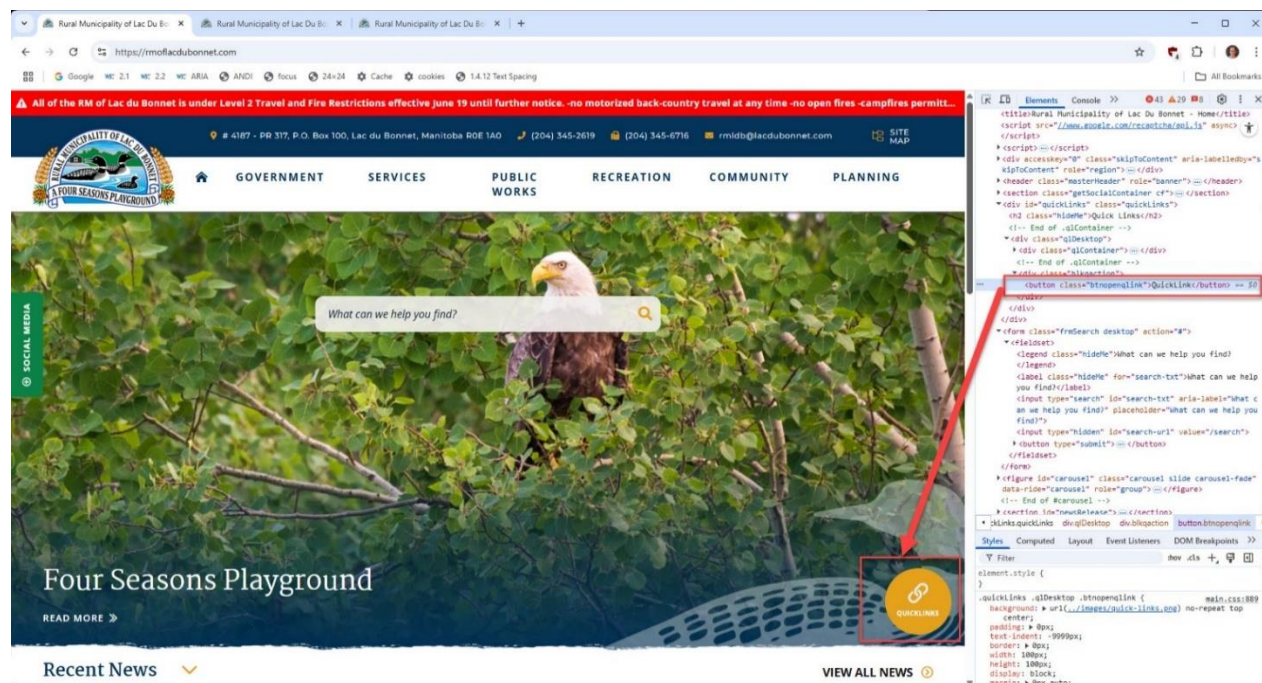 Rural Municipality of Lac Du Bo
Rural Municipality of Lac Du Bo
Rural Municipality of Lac Du Bo
https://rmoflacdubonnet.com
Google
WC 2.1
WC 2.2
WC ARIA
ANDI
focus
24×24
Cache
cookies
1.4.12 Text Spacing
All Bookmarks
All of the RM of Lac du Bonnet is under Level 2 Travel and Fire Restrictions effective June 19 until further notice. -no motorized back-country travel at any time -no open fires -campfires permitt...
# 4187 - PR 317, P.O. Box 100, Lac du Bonnet, Manitoba R0E 1A0
(204) 345-2619
(204) 345-6716
rmldb@lacdubonnet.com
SITE MAP
RURAL MUNICIPALITY OF LAC DU BONNET
A FOUR SEASONS PLAYGROUND
GOVERNMENT
SERVICES
PUBLIC WORKS
RECREATION
COMMUNITY
PLANNING
SOCIAL MEDIA
What can we help you find?
Four Seasons Playground
READ MORE
QUICKLINKS
Recent News
VIEW ALL NEWS
Elements Console 43 29 8
<title>Rural Municipality of Lac Du Bonnet - Home</title>
<script src="//www.google.com/recaptcha/api.js" async>
</script>
<script>…</script>
<div accesskey="0" class="skipToContent" aria-labelledby="s
kipToContent" role="region">…</div>
<header class="masterHeader" role="banner">…</header>
<section class="getSocialContainer cf">…</section>
<div id="quickLinks" class="quickLinks">
<h2 class="hideMe">Quick Links</h2>
<!-- End of .qlContainer -->
<div class="qlDesktop">
<div class="qlContainer">…</div>
<!-- End of .qlContainer -->
<div class="blkqaction">
<button class="btnopenqlink">QuickLink</button> == $0
</div>
</div>
</div>
<form class="frmSearch desktop" action="#">
<fieldset>
<legend class="hideMe">What can we help you find?
</legend>
<label class="hideMe" for="search-txt">What can we help
you find?</label>
<input type="search" id="search-txt" aria-label="What c
an we help you find?" placeholder="What can we help you
find?">
<input type="hidden" id="search-url" value="/search">
<button type="submit">…</button>
</fieldset>
</form>
<figure id="carousel" class="carousel slide carousel-fade"
data-ride="carousel" role="group">…</figure>
<!-- End of #carousel -->
<section id="newsRelease">…</section>
ckLinks.quickLinks div.qlDesktop div.blkqaction button.btnopenqlink
Styles Computed Layout Event Listeners DOM Breakpoints
Filter :hov .cls
element.style {
}
.quickLinks .qlDesktop .btnopenqlink { main.css:889
background: url(../images/quick-links.png) no-repeat top
center;
padding: 0px;
text-indent: -9999px;
border: 0px;
width: 100px;
height: 100px;
display: block;
margin: 0px auto;